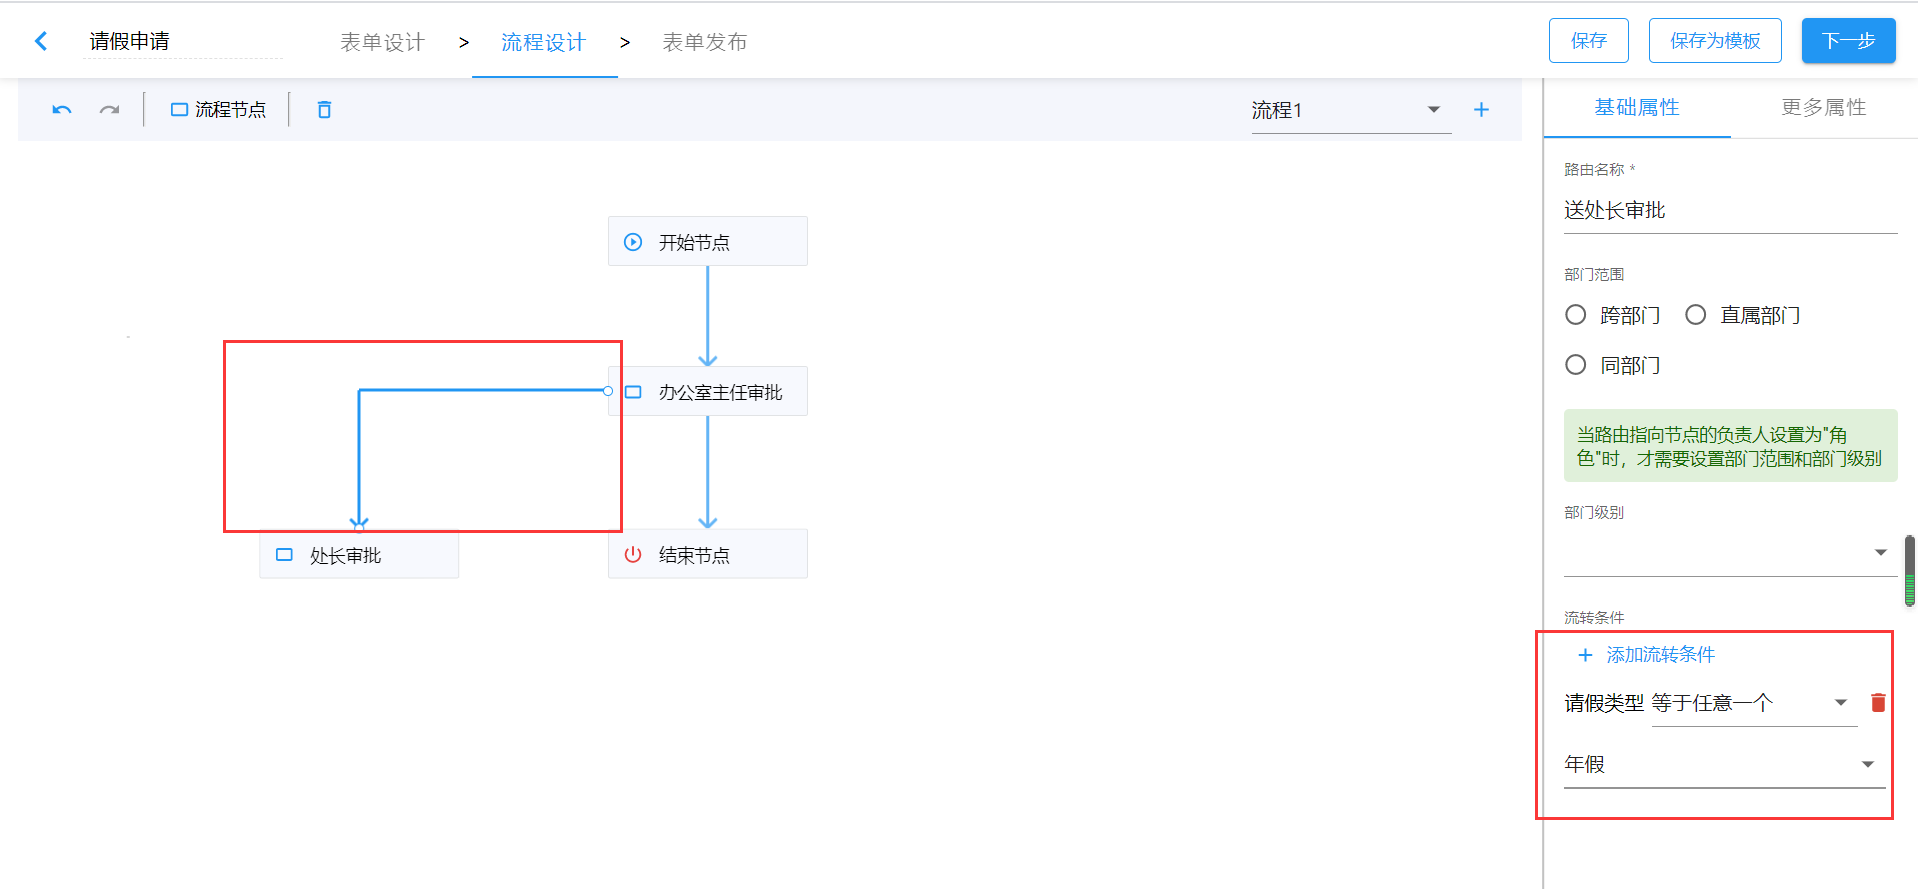 请假申请
表单设计 > 流程设计 > 表单发布
保存
保存为模板
下一步
流程节点
流程1
基础属性
更多属性
路由名称 *
送处长审批
部门范围
跨部门
直属部门
同部门
当路由指向节点的负责人设置为"角
色"时，才需要设置部门范围和部门级别
部门级别
流转条件
添加流转条件
请假类型 等于任意一个
年假
开始节点
办公室主任审批
处长审批
结束节点